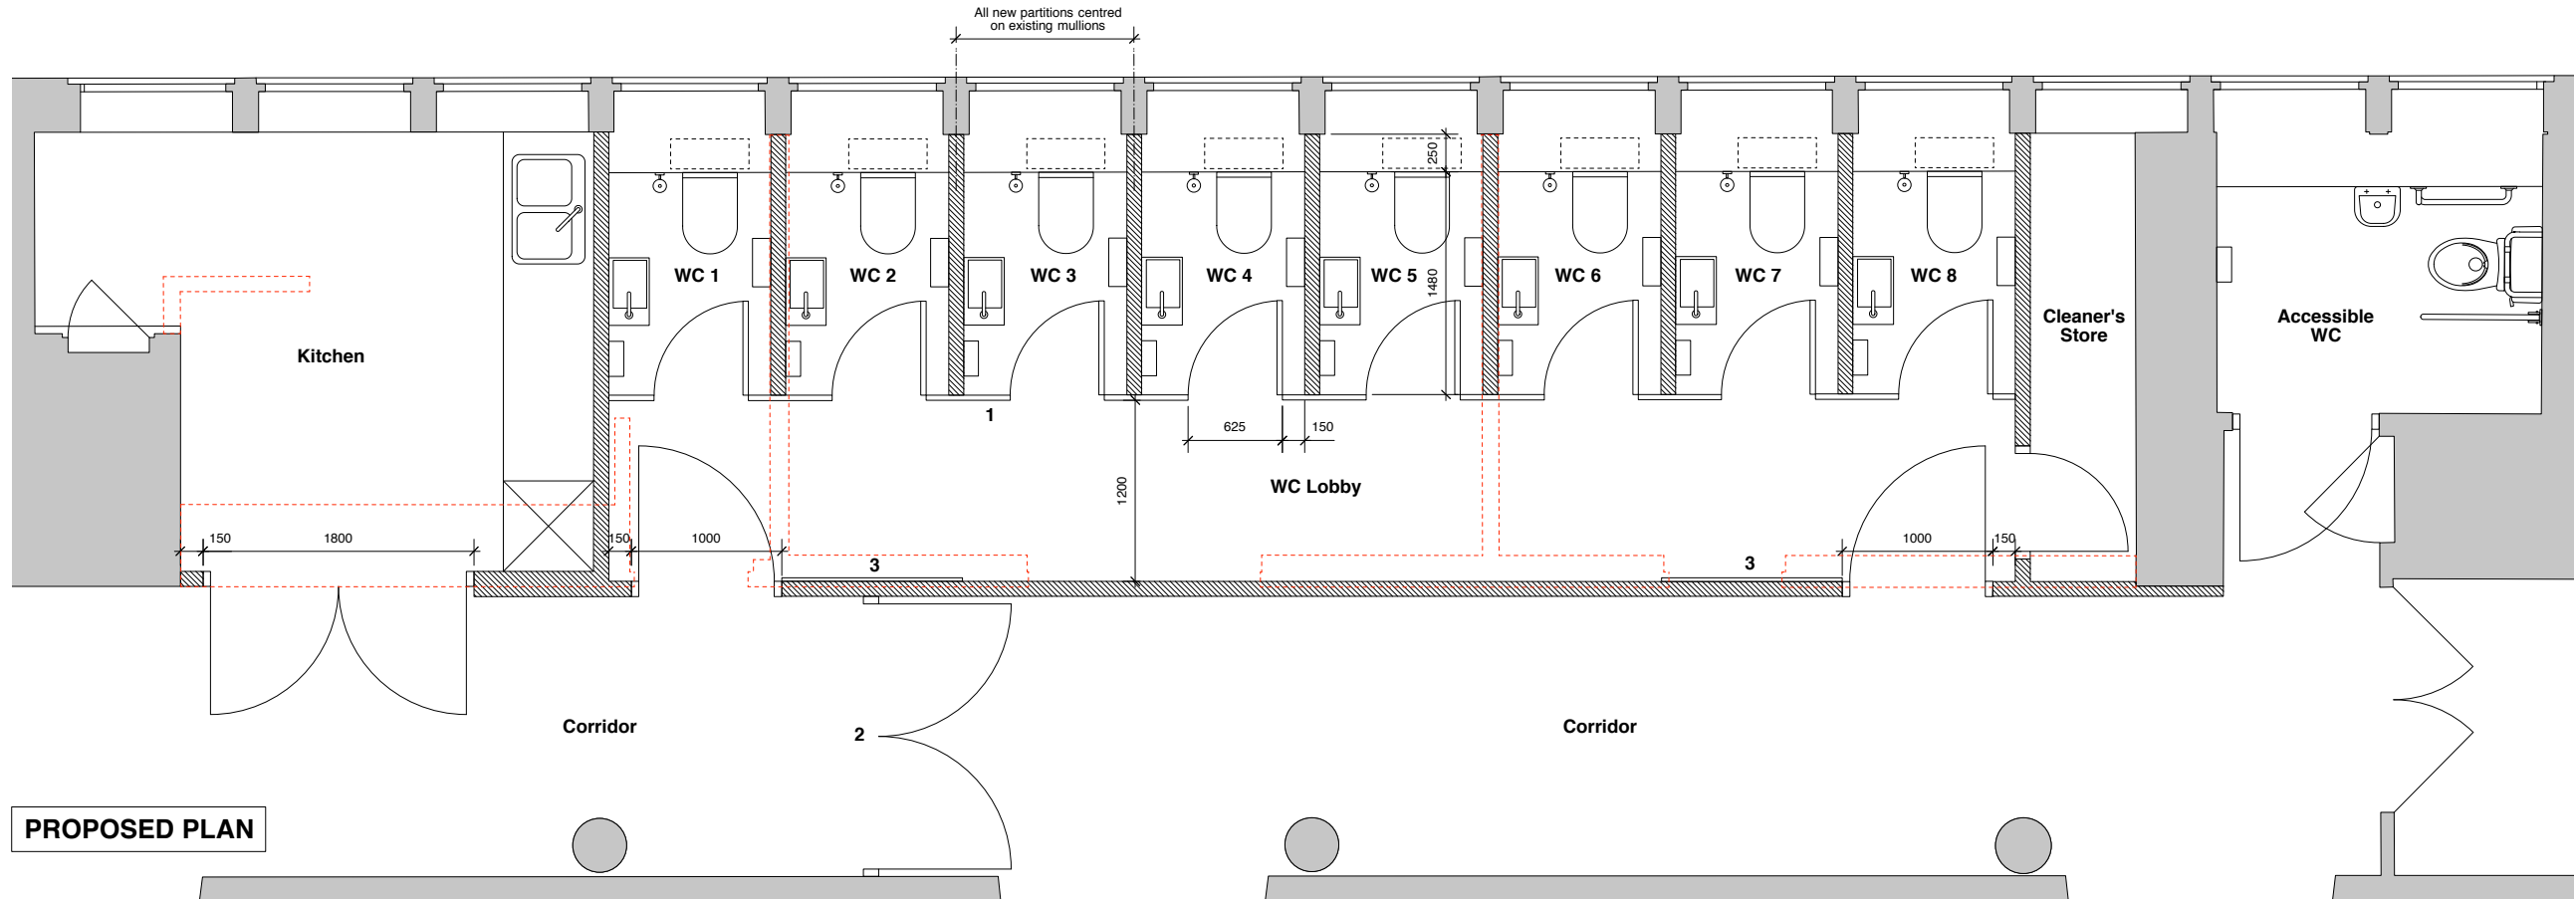 All new partitions centred
on existing mullions
250
1480
WC 1
WC 2
WC 3
WC 4
WC 5
WC 6
WC 7
WC 8
Cleaner's
Store
Accessible
WC
Kitchen
1
625
150
1200
WC Lobby
150
1800
150
1000
3
3
1000
150
Corridor
2
Corridor
PROPOSED PLAN